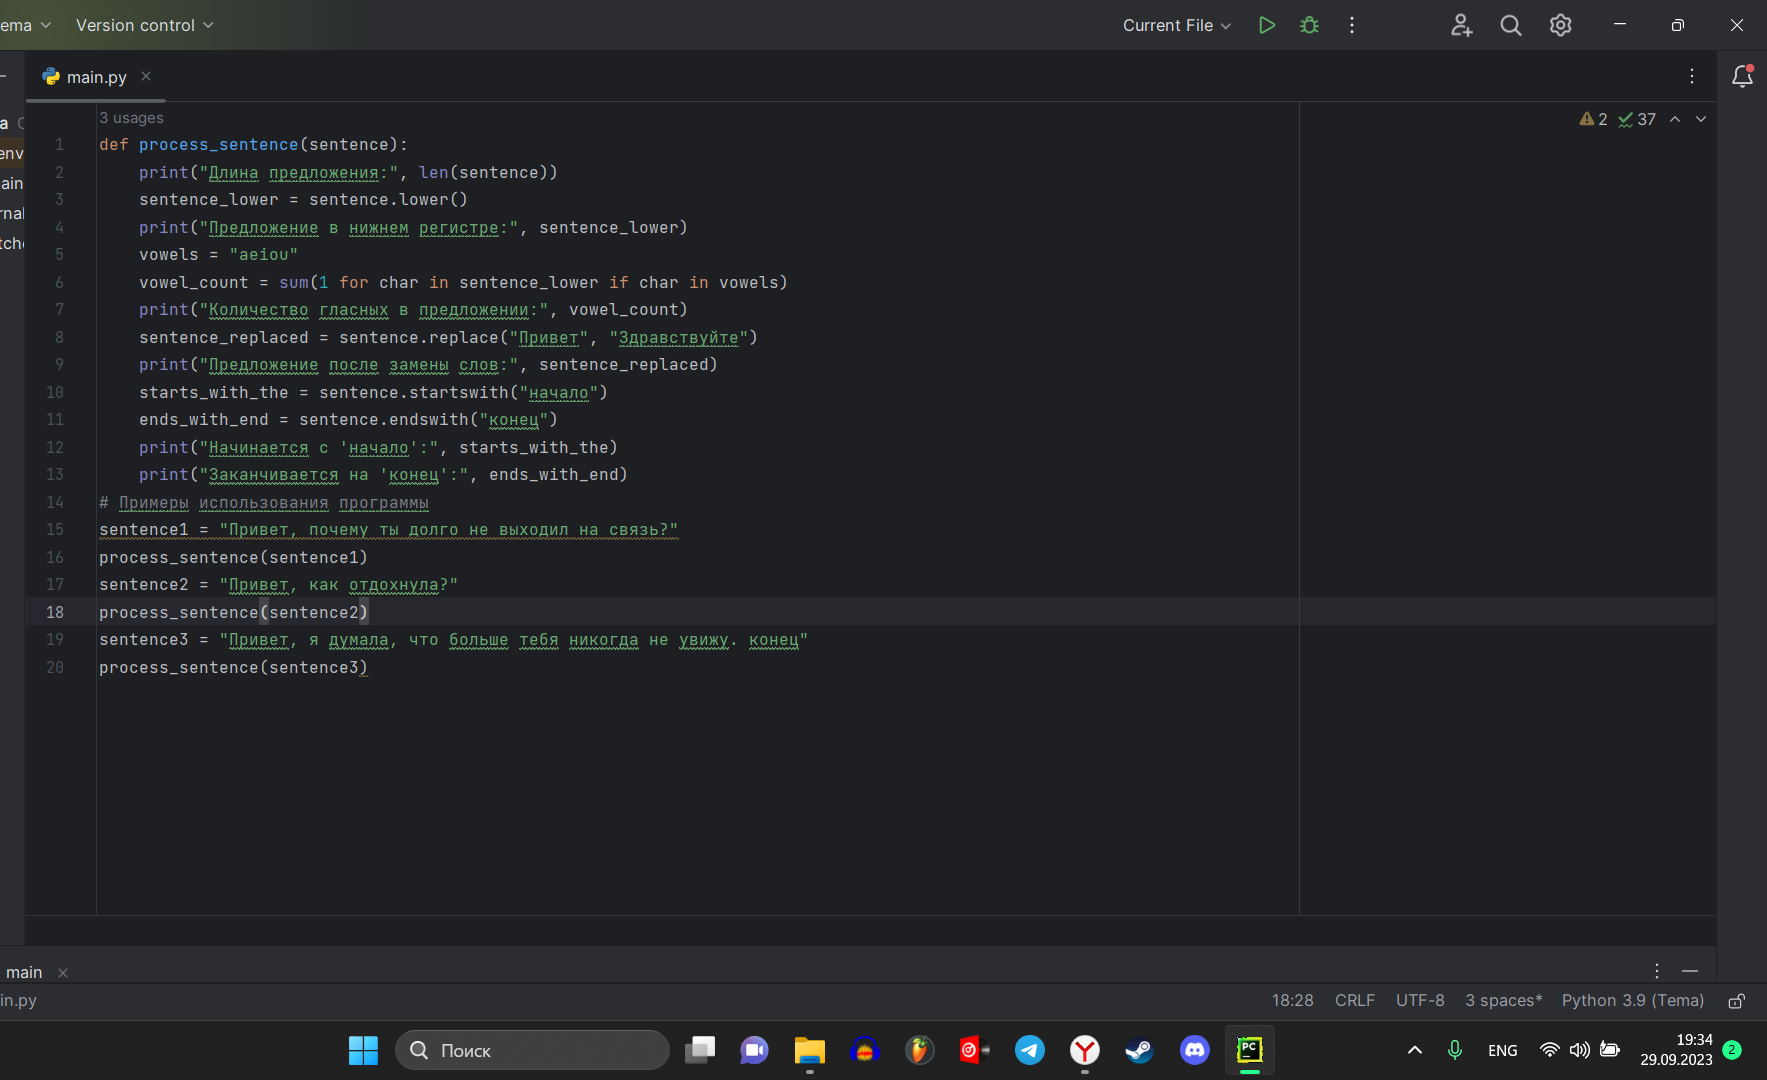 ema Version control Current File
main.py
3 usages 2 37
1 def process_sentence(sentence):
2 print("Длина предложения:", len(sentence))
3 sentence_lower = sentence.lower()
4 print("Предложение в нижнем регистре:", sentence_lower)
5 vowels = "aeiou"
6 vowel_count = sum(1 for char in sentence_lower if char in vowels)
7 print("Количество гласных в предложении:", vowel_count)
8 sentence_replaced = sentence.replace("Привет", "Здравствуйте")
9 print("Предложение после замены слов:", sentence_replaced)
10 starts_with_the = sentence.startswith("начало")
11 ends_with_end = sentence.endswith("конец")
12 print("Начинается с 'начало':", starts_with_the)
13 print("Заканчивается на 'конец':", ends_with_end)
14 # Примеры использования программы
15 sentence1 = "Привет, почему ты долго не выходил на связь?"
16 process_sentence(sentence1)
17 sentence2 = "Привет, как отдохнула?"
18 process_sentence(sentence2)
19 sentence3 = "Привет, я думала, что больше тебя никогда не увижу. конец"
20 process_sentence(sentence3)
a
env
ain
rnal
tche
main
in.py 18:28 CRLF UTF-8 3 spaces* Python 3.9 (Tema)
Поиск PC ENG 19:34
29.09.2023 2